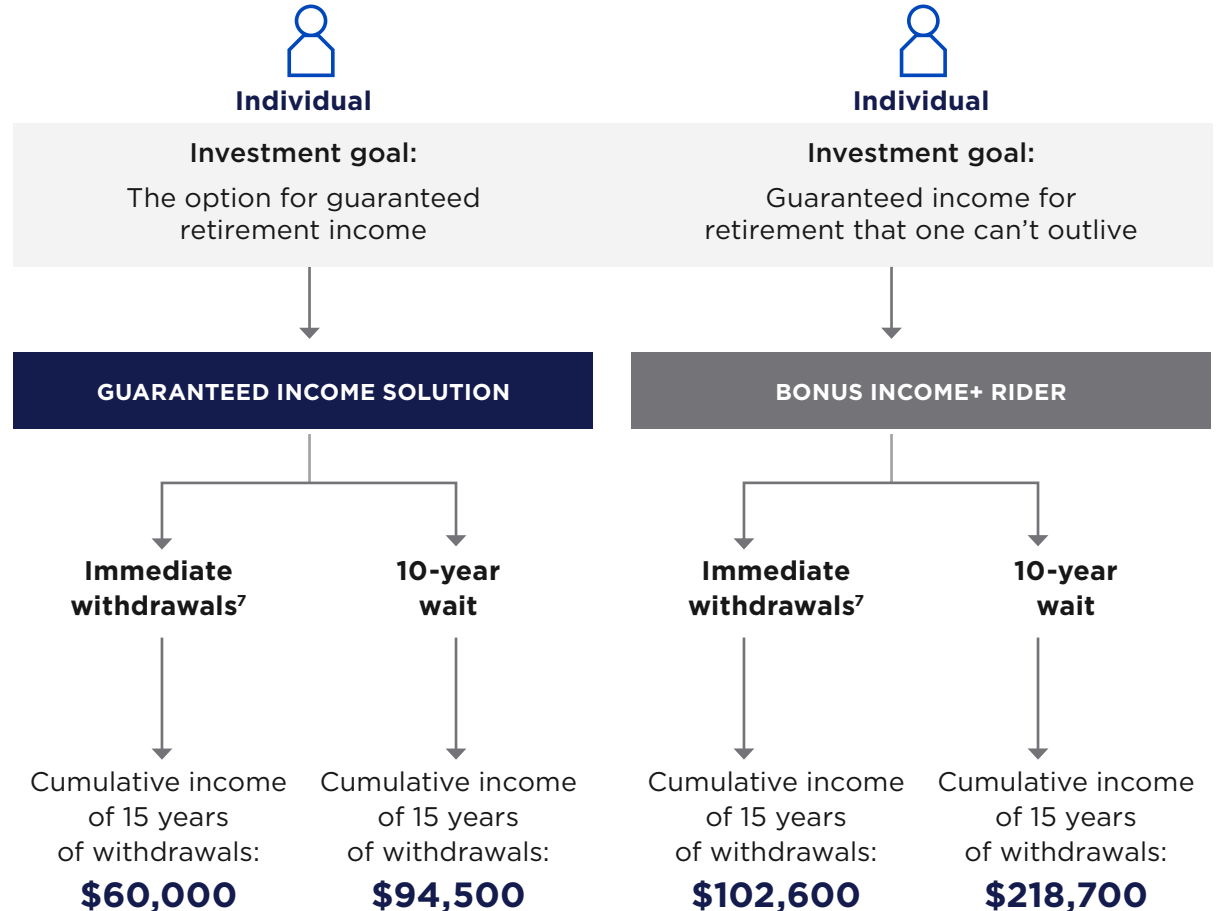 Individual
Investment goal:
The option for guaranteed
retirement income
GUARANTEED INCOME SOLUTION
Immediate
withdrawals⁷
10-year
wait
Cumulative income
of 15 years
of withdrawals:
$60,000
Cumulative income
of 15 years
of withdrawals:
$94,500
Individual
Investment goal:
Guaranteed income for
retirement that one can’t outlive
BONUS INCOME+ RIDER
Immediate
withdrawals⁷
10-year
wait
Cumulative income
of 15 years
of withdrawals:
$102,600
Cumulative income
of 15 years
of withdrawals:
$218,700